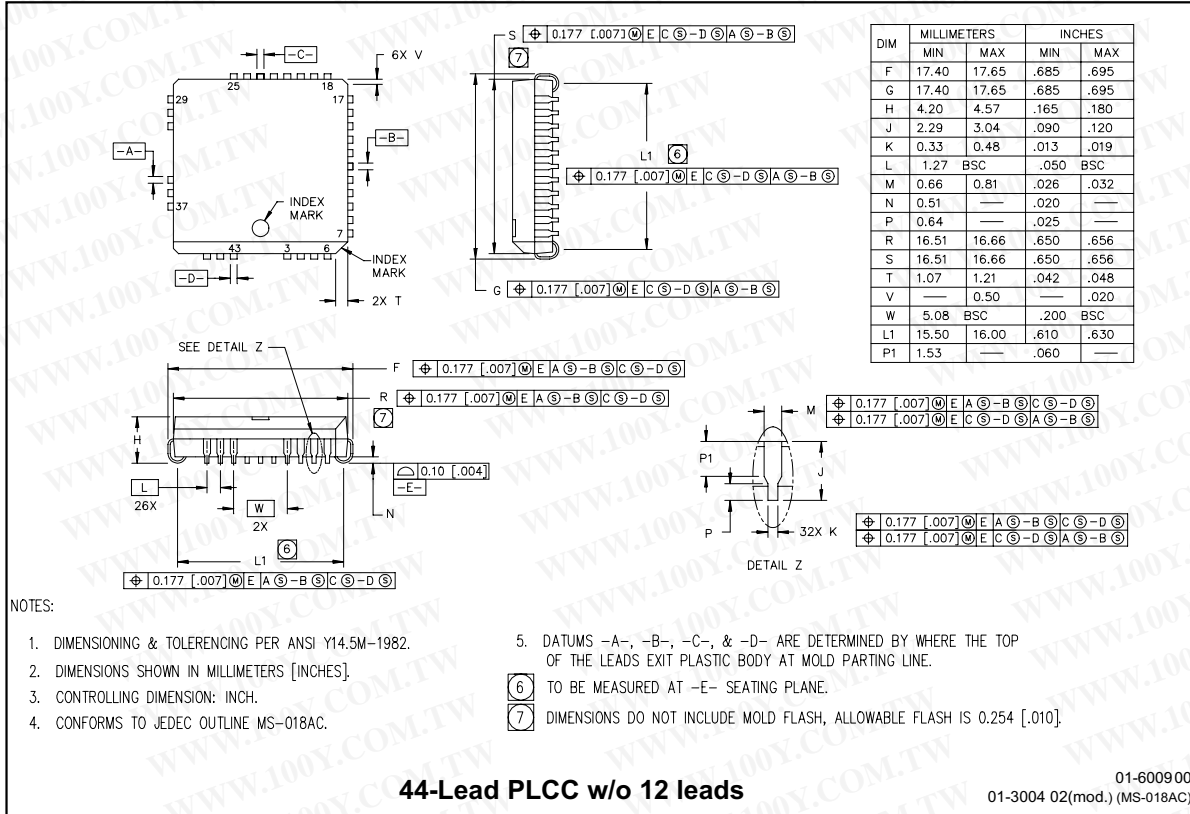 S ⌖ 0.177 [.007] Ⓜ E C Ⓢ-D Ⓢ A Ⓢ-B Ⓢ
7
-C-
6X V
25 18
29 17
-A-
-B-
37 7
INDEX
MARK
43 3 6
INDEX
MARK
-D-
2X T
L1 6
⌖ 0.177 [.007] Ⓜ E C Ⓢ-D Ⓢ A Ⓢ-B Ⓢ
G ⌖ 0.177 [.007] Ⓜ E C Ⓢ-D Ⓢ A Ⓢ-B Ⓢ
DIM MILLIMETERS INCHES
MIN MAX MIN MAX
F 17.40 17.65 .685 .695
G 17.40 17.65 .685 .695
H 4.20 4.57 .165 .180
J 2.29 3.04 .090 .120
K 0.33 0.48 .013 .019
L 1.27 BSC .050 BSC
M 0.66 0.81 .026 .032
N 0.51 — .020 —
P 0.64 — .025 —
R 16.51 16.66 .650 .656
S 16.51 16.66 .650 .656
T 1.07 1.21 .042 .048
V — 0.50 — .020
W 5.08 BSC .200 BSC
L1 15.50 16.00 .610 .630
P1 1.53 — .060 —
SEE DETAIL Z
F ⌖ 0.177 [.007] Ⓜ E A Ⓢ-B Ⓢ C Ⓢ-D Ⓢ
R ⌖ 0.177 [.007] Ⓜ E A Ⓢ-B Ⓢ C Ⓢ-D Ⓢ
7
H
⌓ 0.10 [.004]
-E-
L
26X
W
2X
N
L1 6
⌖ 0.177 [.007] Ⓜ E A Ⓢ-B Ⓢ C Ⓢ-D Ⓢ
M ⌖ 0.177 [.007] Ⓜ E A Ⓢ-B Ⓢ C Ⓢ-D Ⓢ
⌖ 0.177 [.007] Ⓜ E C Ⓢ-D Ⓢ A Ⓢ-B Ⓢ
P1
J
P
32X K
⌖ 0.177 [.007] Ⓜ E A Ⓢ-B Ⓢ C Ⓢ-D Ⓢ
⌖ 0.177 [.007] Ⓜ E C Ⓢ-D Ⓢ A Ⓢ-B Ⓢ
DETAIL Z
NOTES:
1. DIMENSIONING & TOLERENCING PER ANSI Y14.5M-1982.
2. DIMENSIONS SHOWN IN MILLIMETERS [INCHES].
3. CONTROLLING DIMENSION: INCH.
4. CONFORMS TO JEDEC OUTLINE MS-018AC.
5. DATUMS -A-, -B-, -C-, & -D- ARE DETERMINED BY WHERE THE TOP
OF THE LEADS EXIT PLASTIC BODY AT MOLD PARTING LINE.
6 TO BE MEASURED AT -E- SEATING PLANE.
7 DIMENSIONS DO NOT INCLUDE MOLD FLASH, ALLOWABLE FLASH IS 0.254 [.010].
44-Lead PLCC w/o 12 leads
01-6009 00
01-3004 02(mod.) (MS-018AC)
WWW.100Y.COM.TW